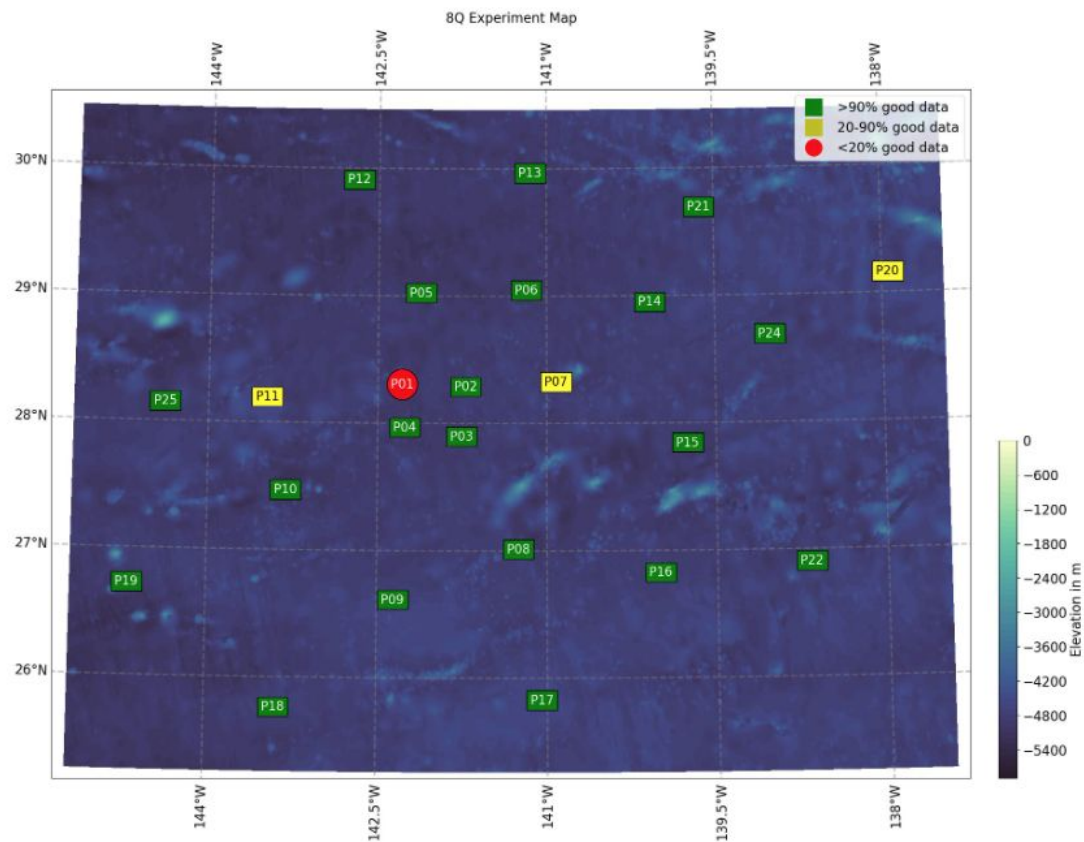 8Q Experiment Map
144°W 142.5°W 141°W 139.5°W 138°W
>90% good data
20-90% good data
<20% good data
30°N
P12 P13
P21
P20
29°N
P05 P06
P14
P24
P01 P02 P07
P11
P25
28°N
P04
P03
P15
P10
27°N
P08
P22
P16
P19
P09
26°N
P17
P18
0
−600
−1200
−1800
−2400
−3000
−3600
−4200
−4800
−5400
Elevation in m
144°W 142.5°W 141°W 139.5°W 138°W